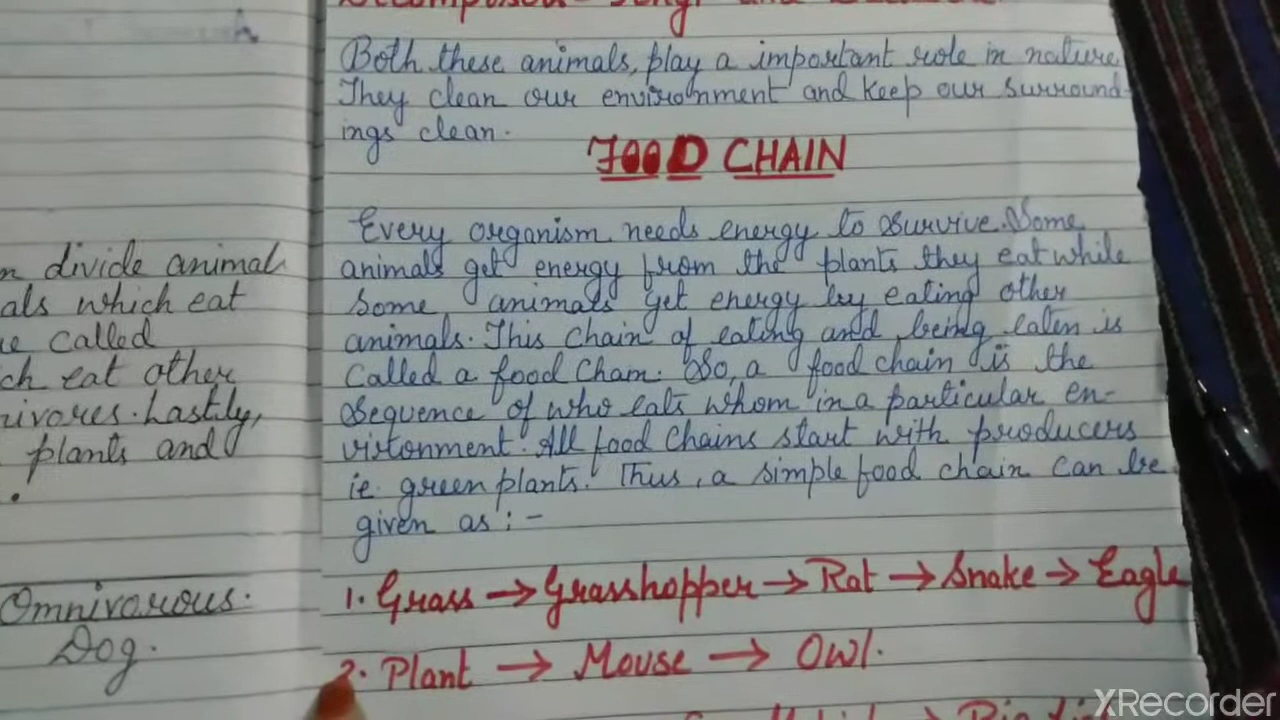 Both these animals, play a important role in nature
They clean our environment and keep our surround-
ings clean.
FOOD CHAIN
Every organism needs energy to survive. Some
animals get energy from the plants they eat while
some animals get energy by eating other
animals. This chain of eating and being eaten is
called a food chain. So, a food chain is the
sequence of who eats whom in a particular en-
vironment. All food chains start with producers
ie. green plants. Thus, a simple food chain can be
given as :-
1. Grass → Grasshopper → Rat → Snake → Eagle
2. Plant → Mouse → Owl.
divide animal
als which eat
called
ch eat other
nivores. Lastly,
plants and
Omnivorous.
Dog.
XRecorder